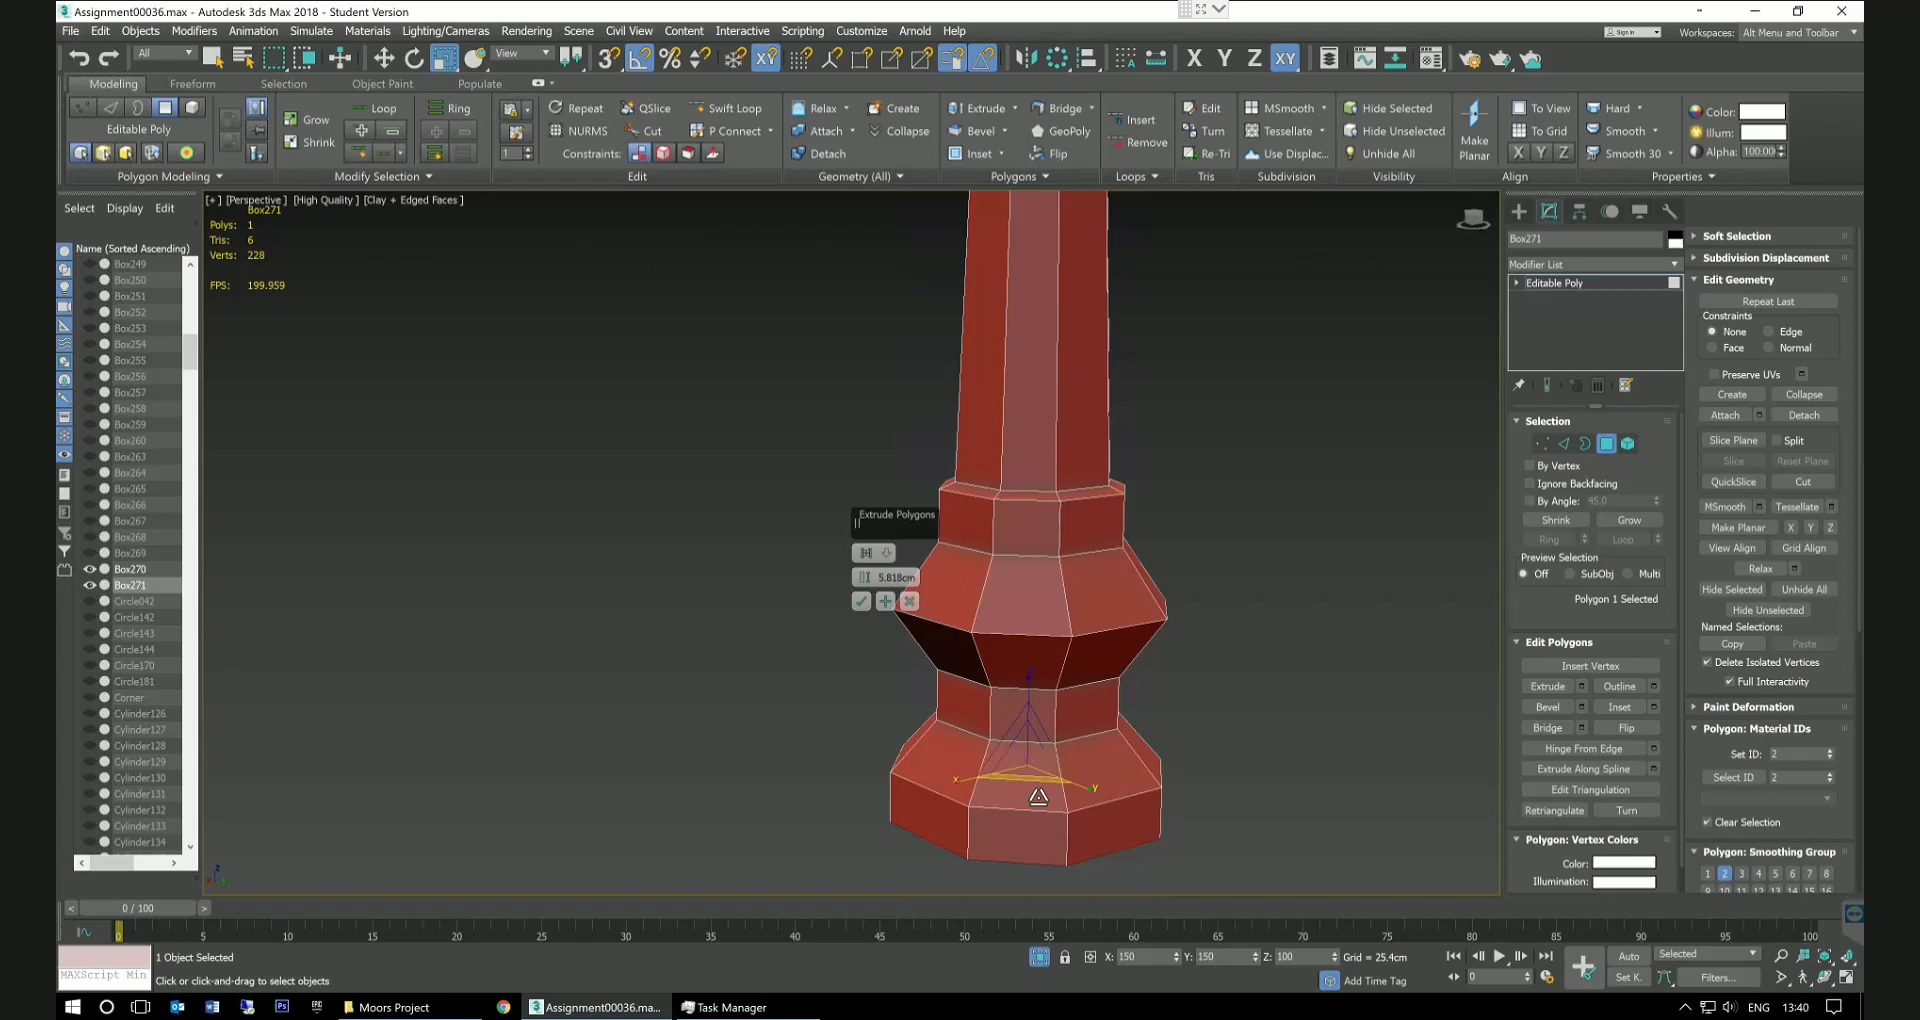 Assignment00036.max - Autodesk 3ds Max 2018 - Student Version
File Edit Objects Modifiers Animation Simulate Materials Lighting/Cameras Rendering Scene Civil View Content Interactive Scripting Customize Arnold Help
Sign In Workspaces: Alt Menu and Toolbar
All View X Y Z XY
Modeling Freeform Selection Object Paint Populate
Loop Ring Repeat QSlice Swift Loop Relax Create Extrude Bridge Edit MSmooth Hide Selected To View Hard Color:
Grow NURMS Cut P Connect Attach Collapse Bevel GeoPoly Insert Turn Tessellate Hide Unselected To Grid Smooth Illum:
Editable Poly Shrink Constraints: Detach Inset Flip Remove Re-Tri Use Displac... Unhide All Make Planar X Y Z Smooth 30 Alpha: 100.00
Polygon Modeling Modify Selection Edit Geometry (All) Polygons Loops Tris Subdivision Visibility Align Properties
Select Display Edit
[+] [Perspective] [High Quality] [Clay + Edged Faces]
Box271
Polys: 1
Tris: 6
Verts: 228
FPS: 199.959
Name (Sorted Ascending)
Box249
Box250
Box251
Box252
Box253
Box254
Box255
Box256
Box257
Box258
Box259
Box260
Box263
Box264
Box265
Box266
Box267
Box268
Box269
Box270
Box271
Circle042
Circle142
Circle143
Circle144
Circle170
Circle181
Corner
Cylinder126
Cylinder127
Cylinder128
Cylinder129
Cylinder130
Cylinder131
Cylinder132
Cylinder133
Cylinder134
Extrude Polygons
5.818cm
z
x
y
Box271
Modifier List
Editable Poly
Selection
By Vertex
Ignore Backfacing
By Angle: 45.0
Shrink Grow
Ring Loop
Preview Selection
Off SubObj Multi
Polygon 1 Selected
Edit Polygons
Insert Vertex
Extrude Outline
Bevel Inset
Bridge Flip
Hinge From Edge
Extrude Along Spline
Edit Triangulation
Retriangulate Turn
Polygon: Vertex Colors
Color:
Illumination:
Soft Selection
Subdivision Displacement
Edit Geometry
Repeat Last
Constraints
None Edge
Face Normal
Preserve UVs
Create Collapse
Attach Detach
Slice Plane Split
Slice Reset Plane
QuickSlice Cut
MSmooth Tessellate
Make Planar X Y Z
View Align Grid Align
Relax
Hide Selected Unhide All
Hide Unselected
Named Selections:
Copy Paste
Delete Isolated Vertices
Full Interactivity
Paint Deformation
Polygon: Material IDs
Set ID: 2
Select ID 2
Clear Selection
Polygon: Smoothing Group
1 2 3 4 5 6 7 8
9 10 11 12 13 14 15 16
0 / 100
0 5 10 15 20 25 30 35 40 45 50 55 60 65 70 75 80 85 90 95 100
1 Object Selected X: 150 Y: 150 Z: 100 Grid = 25.4cm Auto Selected
MAXScript Min Click or click-and-drag to select objects Add Time Tag 0 Set K. Filters...
Moors Project Assignment00036.ma... Task Manager ENG 13:40